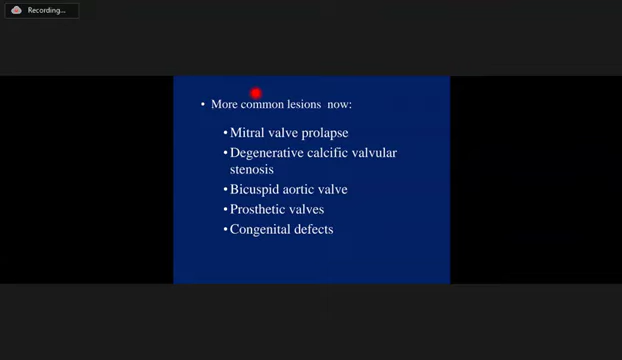 Recording...
• More common lesions now:
• Mitral valve prolapse
• Degenerative calcific valvular
stenosis
• Bicuspid aortic valve
• Prosthetic valves
• Congenital defects